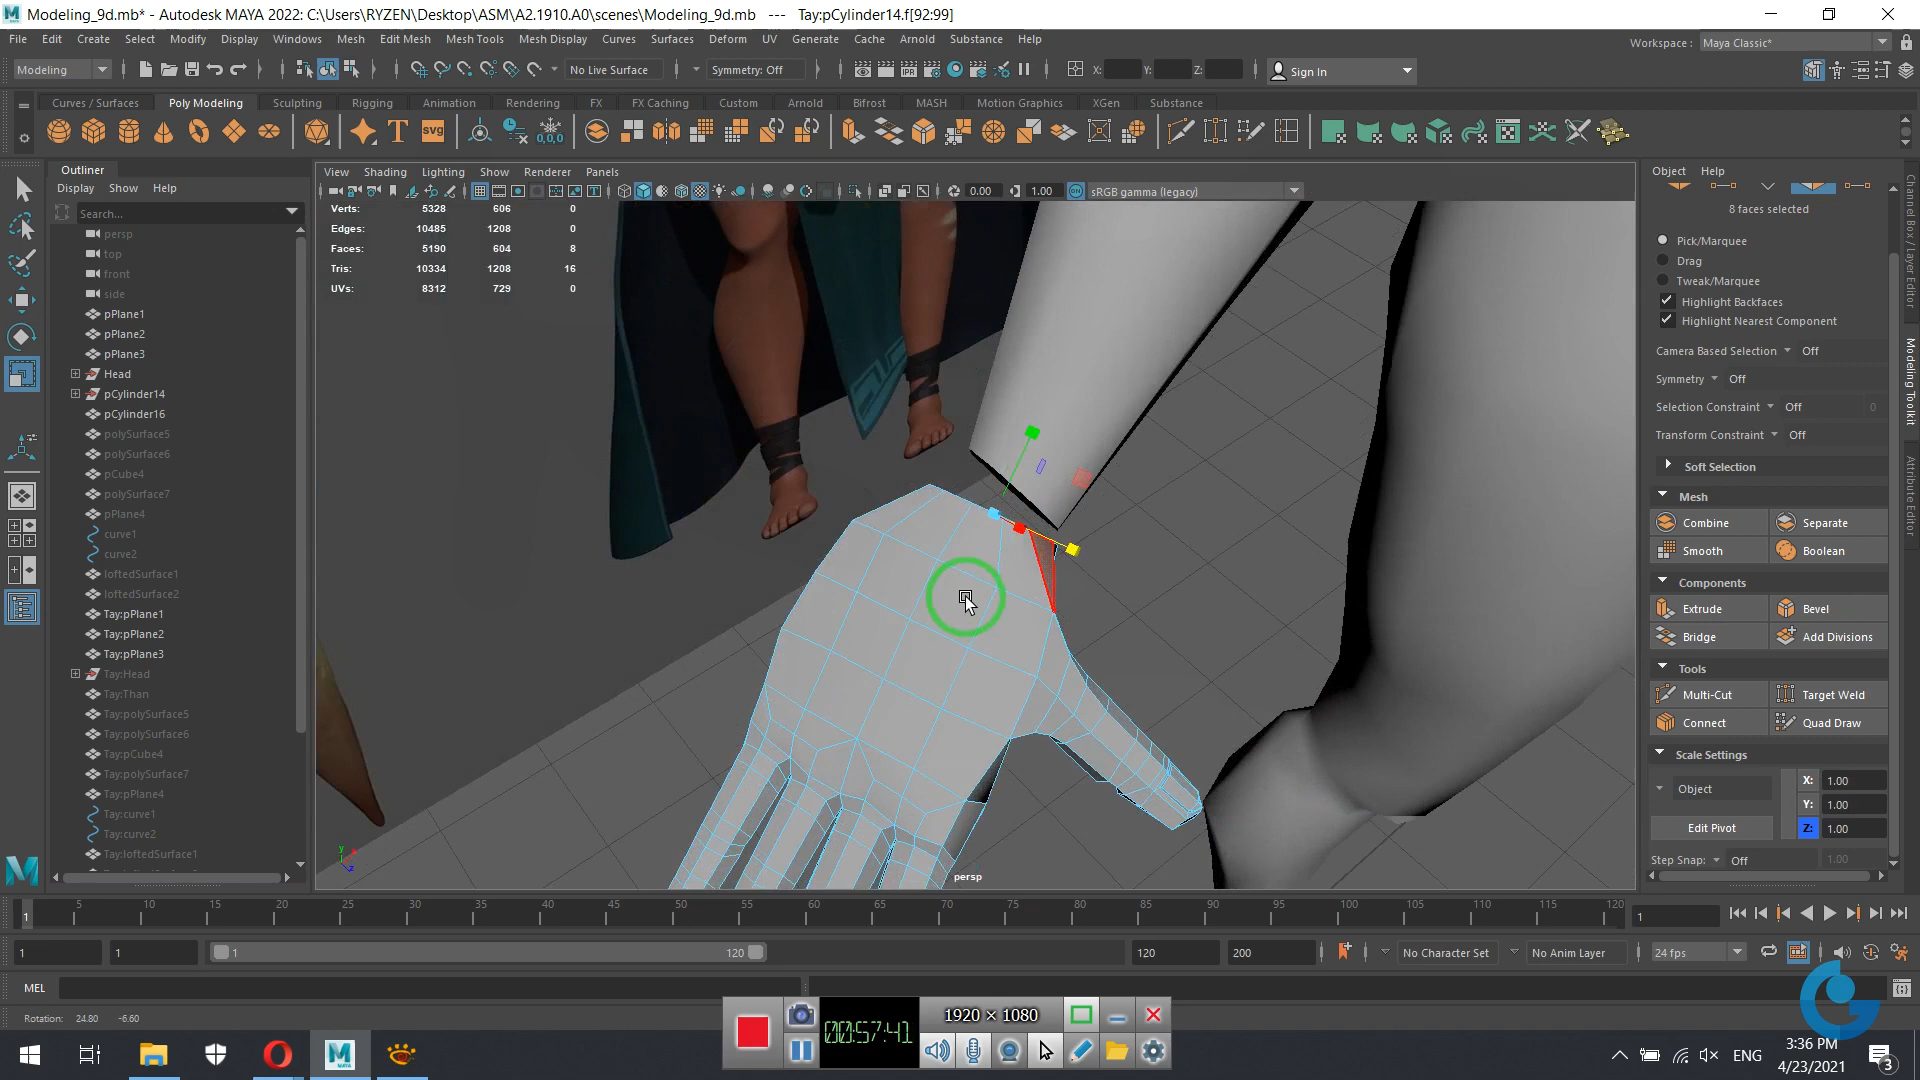 Modeling_9d.mb* - Autodesk MAYA 2022: C:\Users\RYZEN\Desktop\ASM\A2.1910.A0\scenes\Modeling_9d.mb --- Tay:pCylinder14.f[92:99]
File Edit Create Select Modify Display Windows Mesh Edit Mesh Mesh Tools Mesh Display Curves Surfaces Deform UV Generate Cache Arnold Substance Help
Workspace : Maya Classic*
Modeling
No Live Surface
Symmetry: Off
X: Y: Z:
Sign In
Curves / Surfaces Poly Modeling Sculpting Rigging Animation Rendering FX FX Caching Custom Arnold Bifrost MASH Motion Graphics XGen Substance
Outliner
Display Show Help
Search...
persp
top
front
side
pPlane1
pPlane2
pPlane3
Head
pCylinder14
pCylinder16
polySurface5
polySurface6
pCube4
polySurface7
pPlane4
curve1
curve2
loftedSurface1
loftedSurface2
Tay:pPlane1
Tay:pPlane2
Tay:pPlane3
Tay:Head
Tay:Than
Tay:polySurface5
Tay:polySurface6
Tay:pCube4
Tay:polySurface7
Tay:pPlane4
Tay:curve1
Tay:curve2
Tay:loftedSurface1
View Shading Lighting Show Renderer Panels
0.00 1.00 sRGB gamma (legacy)
Verts: 5328 606 0
Edges: 10485 1208 0
Faces: 5190 604 8
Tris: 10334 1208 16
UVs: 8312 729 0
persp
Object Help
8 faces selected
Pick/Marquee
Drag
Tweak/Marquee
Highlight Backfaces
Highlight Nearest Component
Camera Based Selection Off
Symmetry Off
Selection Constraint Off 0
Transform Constraint Off
Soft Selection
Mesh
Combine Separate
Smooth Boolean
Components
Extrude Bevel
Bridge Add Divisions
Tools
Multi-Cut Target Weld
Connect Quad Draw
Scale Settings
Object X: 1.00
Y: 1.00
Edit Pivot Z: 1.00
Step Snap: Off 1.00
Channel Box / Layer Editor
Modeling Toolkit
Attribute Editor
1 5 10 15 20 25 30 35 40 45 50 55 60 65 70 75 80 85 90 95 100 105 110 115 120
1
1 1 1 120 120 200 No Character Set No Anim Layer 24 fps
MEL
Rotation: 24.80 -6.60
00:57:41
1920 × 1080
ENG
3:36 PM
4/23/2021
3